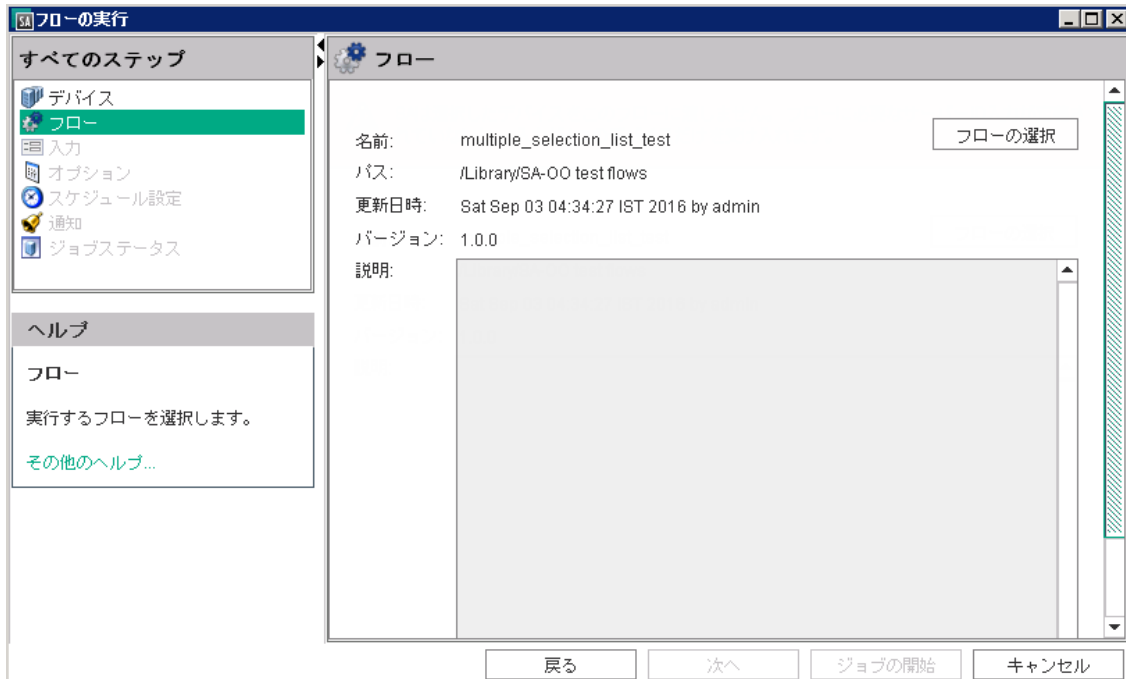 SA フローの実行
すべてのステップ
デバイス
フロー
入力
オプション
スケジュール設定
通知
ジョブステータス
ヘルプ
フロー
実行するフローを選択します。
その他のヘルプ...
フロー
名前: multiple_selection_list_test
フローの選択
パス: /Library/SA-OO test flows
更新日時: Sat Sep 03 04:34:27 IST 2016 by admin
バージョン: 1.0.0
説明:
戻る
次へ
ジョブの開始
キャンセル